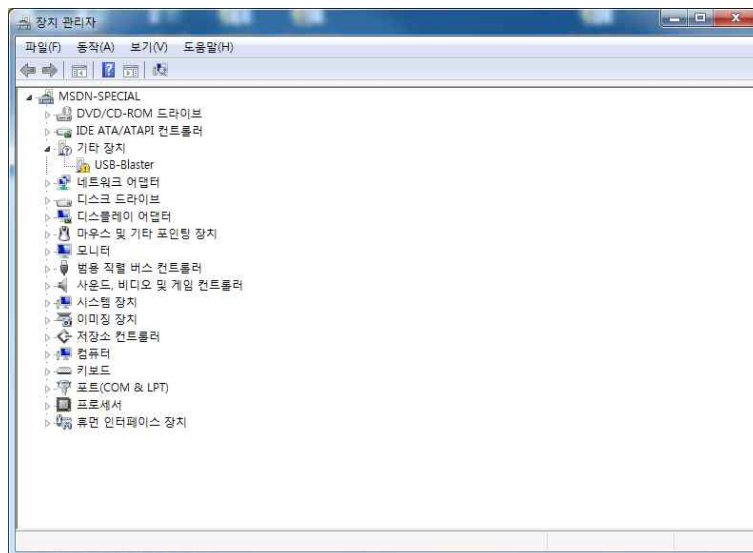 장치 관리자
파일(F) 동작(A) 보기(V) 도움말(H)
MSDN-SPECIAL
DVD/CD-ROM 드라이브
IDE ATA/ATAPI 컨트롤러
기타 장치
USB-Blaster
네트워크 어댑터
디스크 드라이브
디스플레이 어댑터
마우스 및 기타 포인팅 장치
모니터
범용 직렬 버스 컨트롤러
사운드, 비디오 및 게임 컨트롤러
시스템 장치
이미징 장치
저장소 컨트롤러
컴퓨터
키보드
포트(COM & LPT)
프로세서
휴먼 인터페이스 장치